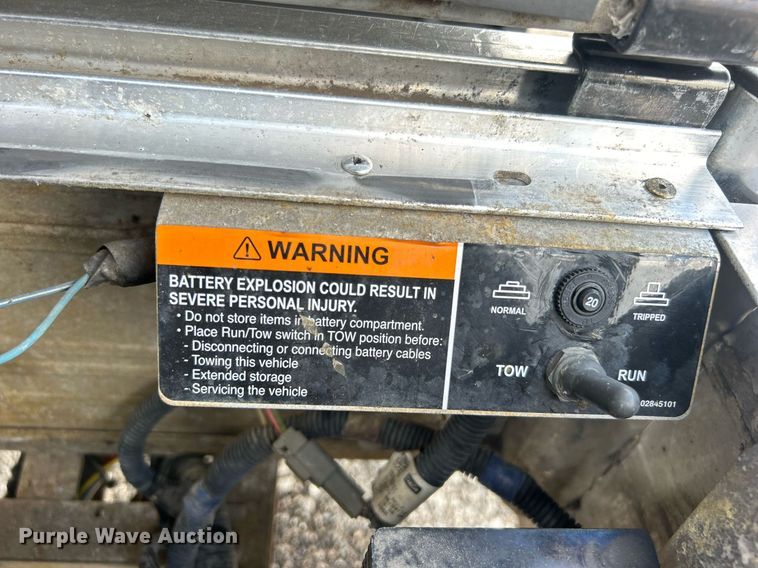 WARNING
BATTERY EXPLOSION COULD RESULT IN
SEVERE PERSONAL INJURY.
• Do not store items in battery compartment.
• Place Run/Tow switch in TOW position before:
- Disconnecting or connecting battery cables
- Towing this vehicle
- Extended storage
- Servicing the vehicle
NORMAL
20
TRIPPED
TOW
RUN
02845101
Purple Wave Auction